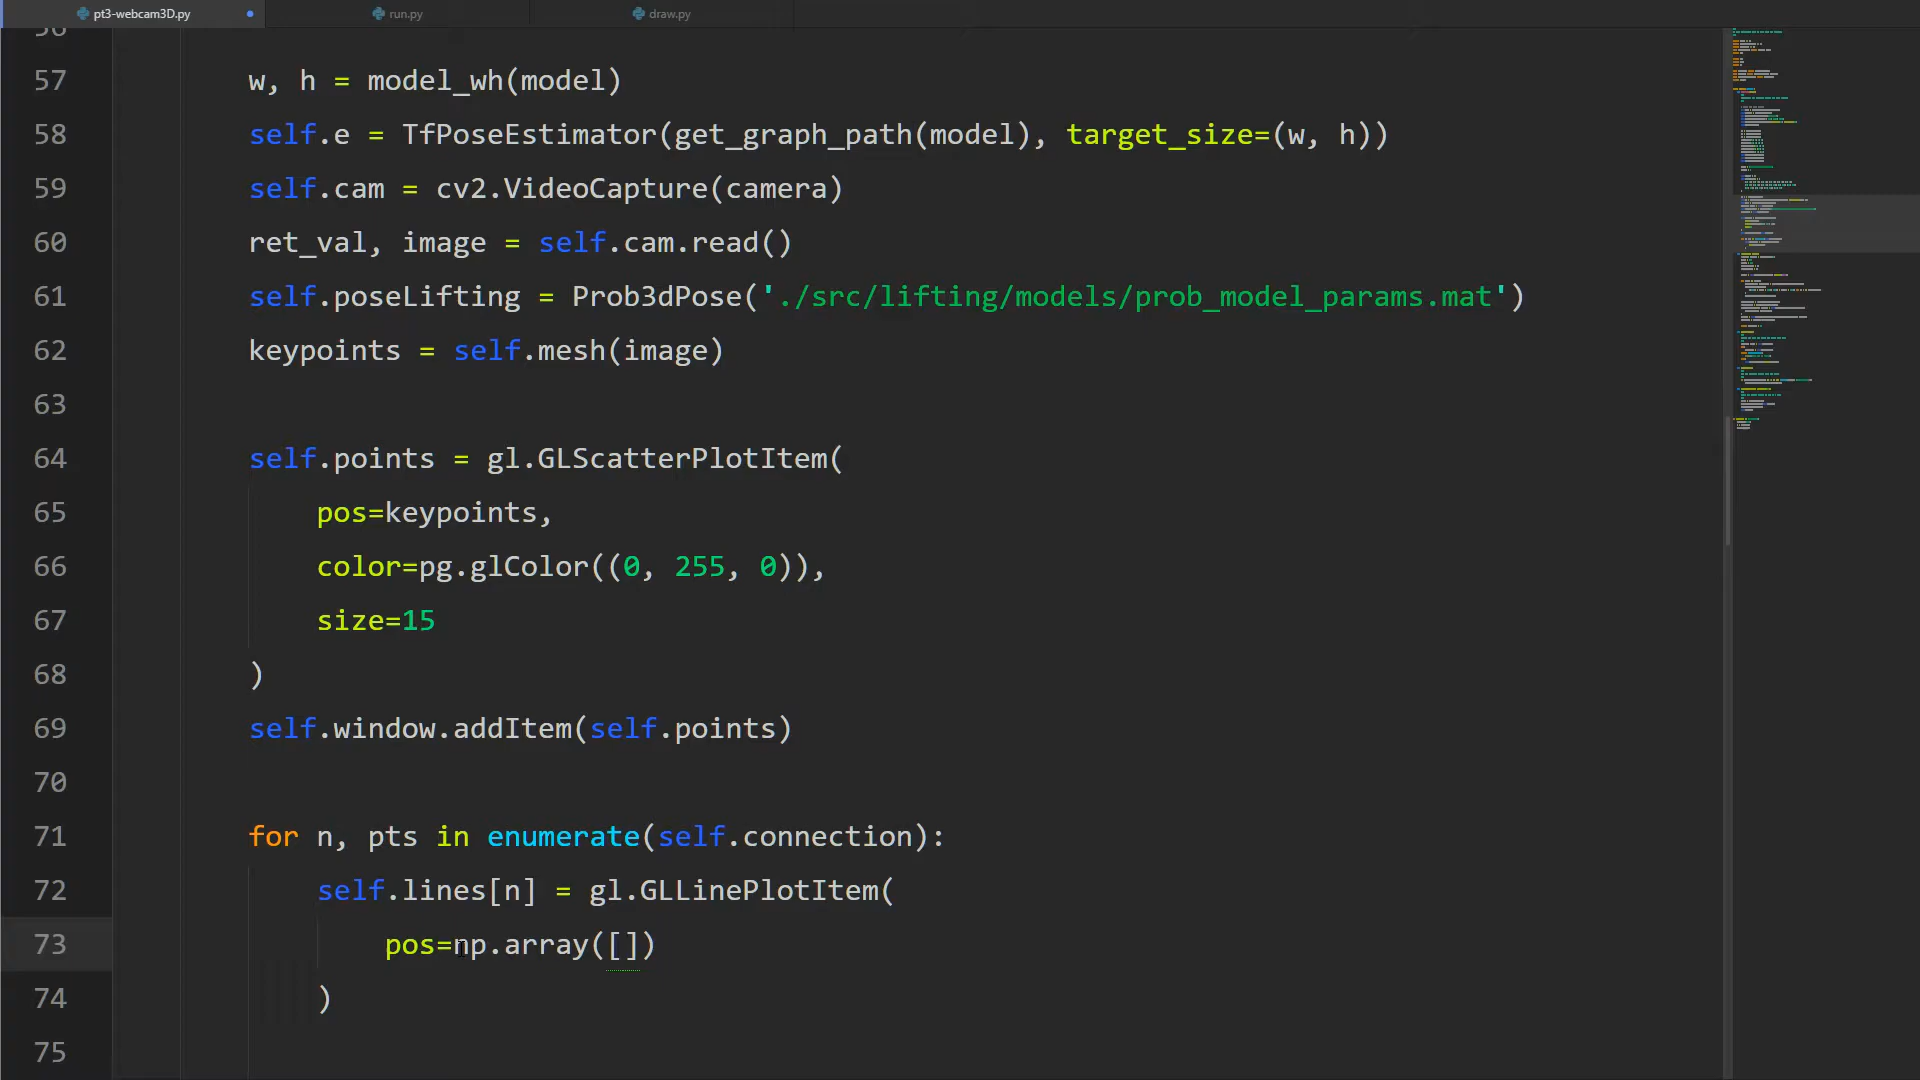 pt3-webcam3D.py run.py draw.py
56
57 w, h = model_wh(model)
58 self.e = TfPoseEstimator(get_graph_path(model), target_size=(w, h))
59 self.cam = cv2.VideoCapture(camera)
60 ret_val, image = self.cam.read()
61 self.poseLifting = Prob3dPose('./src/lifting/models/prob_model_params.mat')
62 keypoints = self.mesh(image)
63
64 self.points = gl.GLScatterPlotItem(
65 pos=keypoints,
66 color=pg.glColor((0, 255, 0)),
67 size=15
68 )
69 self.window.addItem(self.points)
70
71 for n, pts in enumerate(self.connection):
72 self.lines[n] = gl.GLLinePlotItem(
73 pos=np.array([])
74 )
75